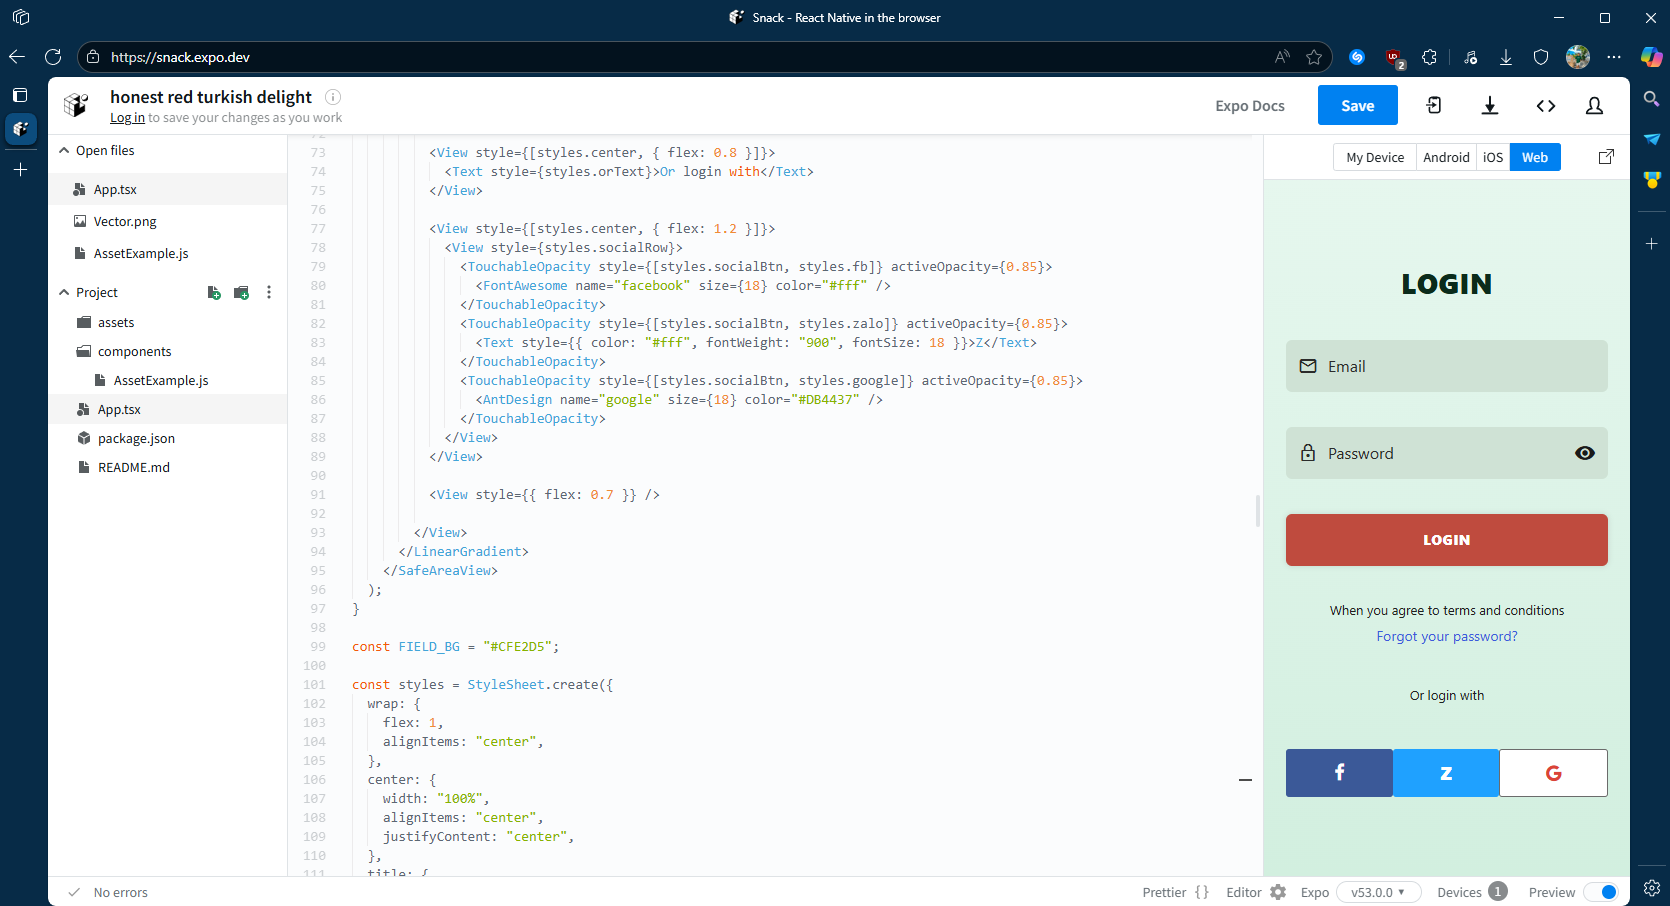 Snack - React Native in the browser
https://snack.expo.dev
2
honest red turkish delight
Log in to save your changes as you work
Expo Docs
Save
Open files
App.tsx
Vector.png
AssetExample.js
Project
assets
components
AssetExample.js
App.tsx
package.json
README.md
72
73 <View style={[styles.center, { flex: 0.8 }]}>
74 <Text style={styles.orText}>Or login with</Text>
75 </View>
76
77 <View style={[styles.center, { flex: 1.2 }]}>
78 <View style={styles.socialRow}>
79 <TouchableOpacity style={[styles.socialBtn, styles.fb]} activeOpacity={0.85}>
80 <FontAwesome name="facebook" size={18} color="#fff" />
81 </TouchableOpacity>
82 <TouchableOpacity style={[styles.socialBtn, styles.zalo]} activeOpacity={0.85}>
83 <Text style={{ color: "#fff", fontWeight: "900", fontSize: 18 }}>Z</Text>
84 </TouchableOpacity>
85 <TouchableOpacity style={[styles.socialBtn, styles.google]} activeOpacity={0.85}>
86 <AntDesign name="google" size={18} color="#DB4437" />
87 </TouchableOpacity>
88 </View>
89 </View>
90
91 <View style={{ flex: 0.7 }} />
92
93 </View>
94 </LinearGradient>
95 </SafeAreaView>
96 );
97 }
98
99 const FIELD_BG = "#CFE2D5";
100
101 const styles = StyleSheet.create({
102 wrap: {
103 flex: 1,
104 alignItems: "center",
105 },
106 center: {
107 width: "100%",
108 alignItems: "center",
109 justifyContent: "center",
110 },
111 title: {
My Device
Android
iOS
Web
LOGIN
Email
Password
LOGIN
When you agree to terms and conditions
Forgot your password?
Or login with
f
Z
G
No errors
Prettier { }
Editor
Expo
v53.0.0
Devices 1
Preview